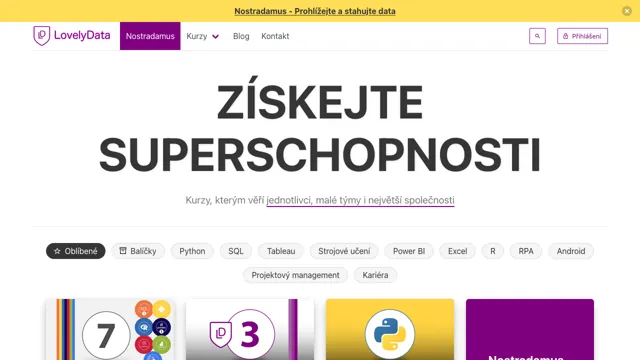 Nostradamus - Prohlížejte a stahujte data
LovelyData
Nostradamus
Kurzy
Blog
Kontakt
Přihlášení
ZÍSKEJTE
SUPERSCHOPNOSTI
Kurzy, kterým věří jednotlivci, malé týmy i největší společnosti
Oblíbené
Balíčky
Python
SQL
Tableau
Strojové učení
Power BI
Excel
R
RPA
Android
Projektový management
Kariéra
7
3
Nostradamus